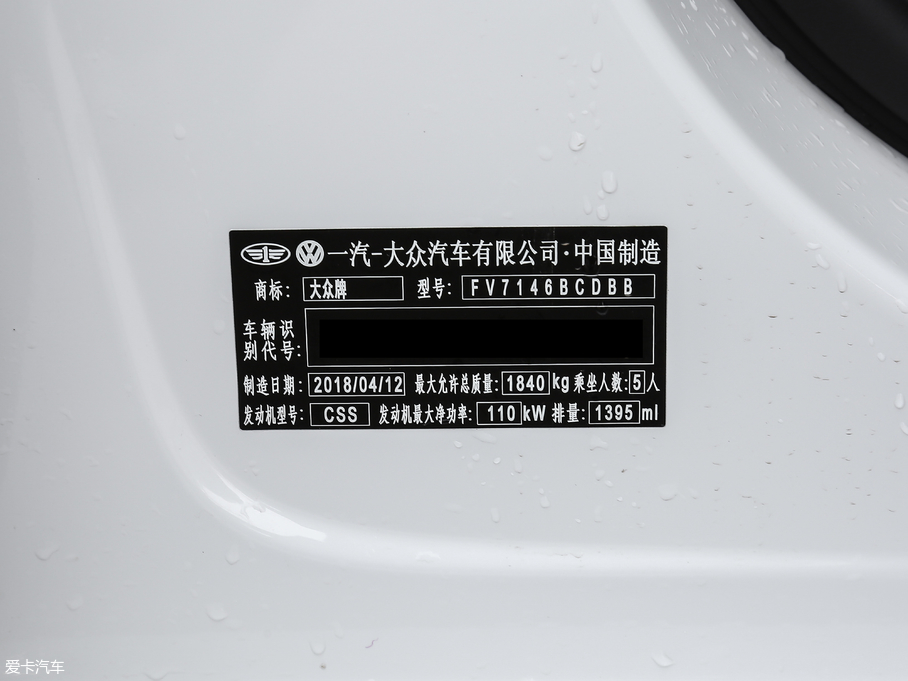 一汽-大众汽车有限公司·中国制造
商标: 大众牌 型号: FV7146BCDBB
车辆识
别代号:
制造日期: 2018/04/12 最大允许总质量: 1840 kg 乘坐人数: 5 人
发动机型号: CSS 发动机最大净功率: 110 kW 排量: 1395 ml
爱卡汽车